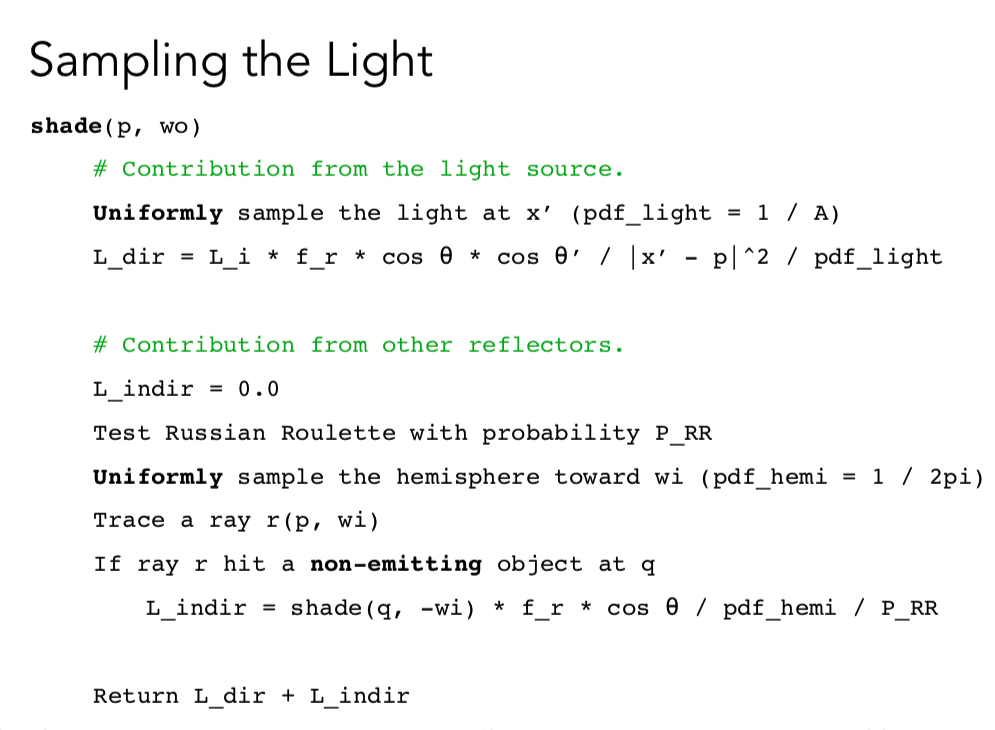 Sampling the Light
shade(p, wo)
# Contribution from the light source.
Uniformly sample the light at x′ (pdf_light = 1 / A)
L_dir = L_i * f_r * cos θ * cos θ′ / |x′ - p|^2 / pdf_light
# Contribution from other reflectors.
L_indir = 0.0
Test Russian Roulette with probability P_RR
Uniformly sample the hemisphere toward wi (pdf_hemi = 1 / 2pi)
Trace a ray r(p, wi)
If ray r hit a non-emitting object at q
L_indir = shade(q, -wi) * f_r * cos θ / pdf_hemi / P_RR
Return L_dir + L_indir